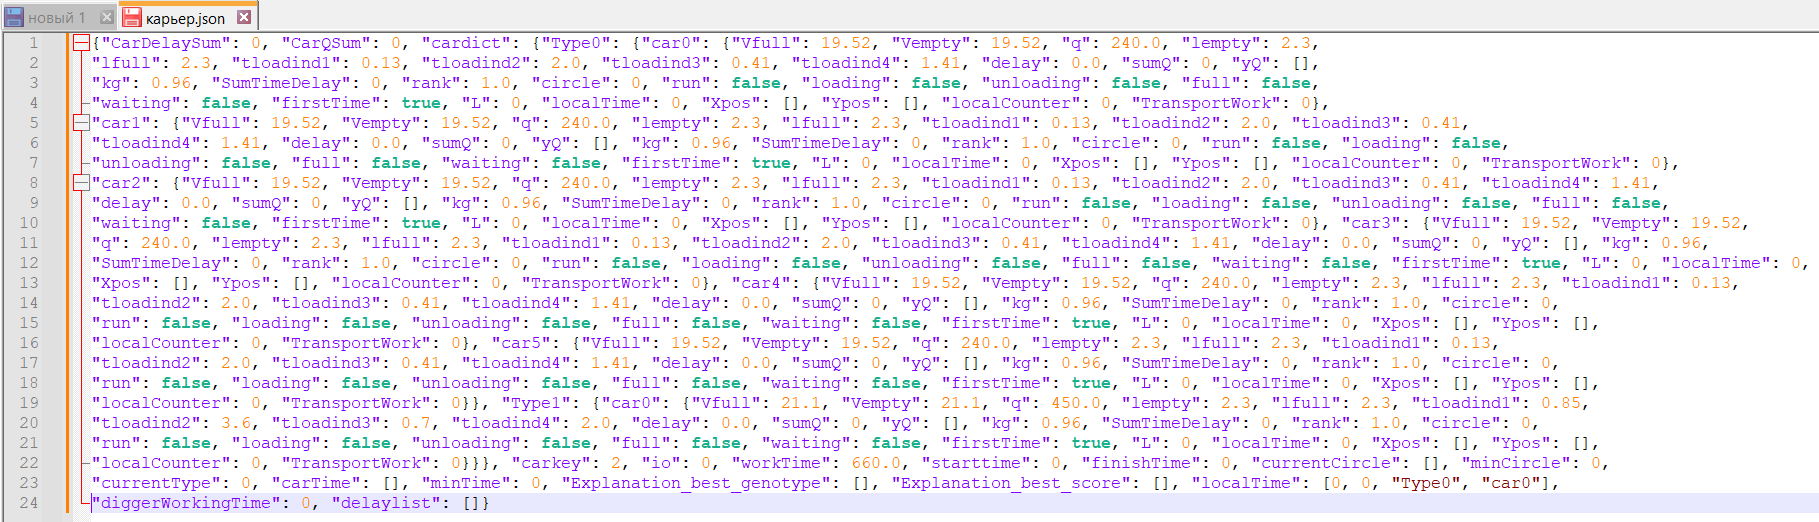 новый 1 карьер.json
1 {"CarDelaySum": 0, "CarQSum": 0, "cardict": {"Type0": {"car0": {"Vfull": 19.52, "Vempty": 19.52, "q": 240.0, "lempty": 2.3,
2 "lfull": 2.3, "tloadind1": 0.13, "tloadind2": 2.0, "tloadind3": 0.41, "tloadind4": 1.41, "delay": 0.0, "sumQ": 0, "yQ": [],
3 "kg": 0.96, "SumTimeDelay": 0, "rank": 1.0, "circle": 0, "run": false, "loading": false, "unloading": false, "full": false,
4 "waiting": false, "firstTime": true, "L": 0, "localTime": 0, "Xpos": [], "Ypos": [], "localCounter": 0, "TransportWork": 0},
5 "car1": {"Vfull": 19.52, "Vempty": 19.52, "q": 240.0, "lempty": 2.3, "lfull": 2.3, "tloadind1": 0.13, "tloadind2": 2.0, "tloadind3": 0.41,
6 "tloadind4": 1.41, "delay": 0.0, "sumQ": 0, "yQ": [], "kg": 0.96, "SumTimeDelay": 0, "rank": 1.0, "circle": 0, "run": false, "loading": false,
7 "unloading": false, "full": false, "waiting": false, "firstTime": true, "L": 0, "localTime": 0, "Xpos": [], "Ypos": [], "localCounter": 0, "TransportWork": 0},
8 "car2": {"Vfull": 19.52, "Vempty": 19.52, "q": 240.0, "lempty": 2.3, "lfull": 2.3, "tloadind1": 0.13, "tloadind2": 2.0, "tloadind3": 0.41, "tloadind4": 1.41,
9 "delay": 0.0, "sumQ": 0, "yQ": [], "kg": 0.96, "SumTimeDelay": 0, "rank": 1.0, "circle": 0, "run": false, "loading": false, "unloading": false, "full": false,
10 "waiting": false, "firstTime": true, "L": 0, "localTime": 0, "Xpos": [], "Ypos": [], "localCounter": 0, "TransportWork": 0}, "car3": {"Vfull": 19.52, "Vempty": 19.52,
11 "q": 240.0, "lempty": 2.3, "lfull": 2.3, "tloadind1": 0.13, "tloadind2": 2.0, "tloadind3": 0.41, "tloadind4": 1.41, "delay": 0.0, "sumQ": 0, "yQ": [], "kg": 0.96,
12 "SumTimeDelay": 0, "rank": 1.0, "circle": 0, "run": false, "loading": false, "unloading": false, "full": false, "waiting": false, "firstTime": true, "L": 0, "localTime": 0,
13 "Xpos": [], "Ypos": [], "localCounter": 0, "TransportWork": 0}, "car4": {"Vfull": 19.52, "Vempty": 19.52, "q": 240.0, "lempty": 2.3, "lfull": 2.3, "tloadind1": 0.13,
14 "tloadind2": 2.0, "tloadind3": 0.41, "tloadind4": 1.41, "delay": 0.0, "sumQ": 0, "yQ": [], "kg": 0.96, "SumTimeDelay": 0, "rank": 1.0, "circle": 0,
15 "run": false, "loading": false, "unloading": false, "full": false, "waiting": false, "firstTime": true, "L": 0, "localTime": 0, "Xpos": [], "Ypos": [],
16 "localCounter": 0, "TransportWork": 0}, "car5": {"Vfull": 19.52, "Vempty": 19.52, "q": 240.0, "lempty": 2.3, "lfull": 2.3, "tloadind1": 0.13,
17 "tloadind2": 2.0, "tloadind3": 0.41, "tloadind4": 1.41, "delay": 0.0, "sumQ": 0, "yQ": [], "kg": 0.96, "SumTimeDelay": 0, "rank": 1.0, "circle": 0,
18 "run": false, "loading": false, "unloading": false, "full": false, "waiting": false, "firstTime": true, "L": 0, "localTime": 0, "Xpos": [], "Ypos": [],
19 "localCounter": 0, "TransportWork": 0}}, "Type1": {"car0": {"Vfull": 21.1, "Vempty": 21.1, "q": 450.0, "lempty": 2.3, "lfull": 2.3, "tloadind1": 0.85,
20 "tloadind2": 3.6, "tloadind3": 0.7, "tloadind4": 2.0, "delay": 0.0, "sumQ": 0, "yQ": [], "kg": 0.96, "SumTimeDelay": 0, "rank": 1.0, "circle": 0,
21 "run": false, "loading": false, "unloading": false, "full": false, "waiting": false, "firstTime": true, "L": 0, "localTime": 0, "Xpos": [], "Ypos": [],
22 "localCounter": 0, "TransportWork": 0}}}, "carkey": 2, "io": 0, "workTime": 660.0, "starttime": 0, "finishTime": 0, "currentCircle": [], "minCircle": 0,
23 "currentType": 0, "carTime": [], "minTime": 0, "Explanation_best_genotype": [], "Explanation_best_score": [], "localTime": [0, 0, "Type0", "car0"],
24 "diggerWorkingTime": 0, "delaylist": []}